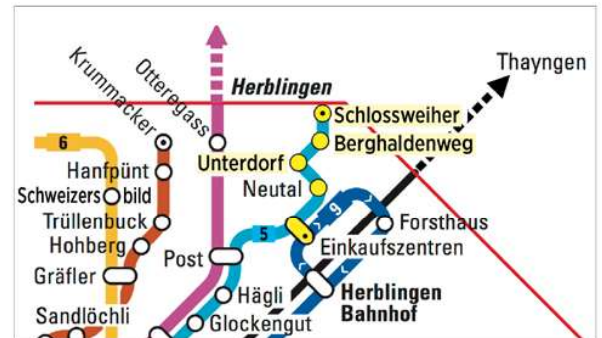 Thayngen
Krummacker
Otteregass
Herblingen
Schlossweiher
Berghaldenweg
6
Hanfpünt
Unterdorf
Neutal
Schweizersbild
9
Trüllenbuck
Forsthaus
Hohberg
5
Einkaufszentren
Post
Gräfler
Hägli
Herblingen
Bahnhof
Sandlöchli
Glockengut